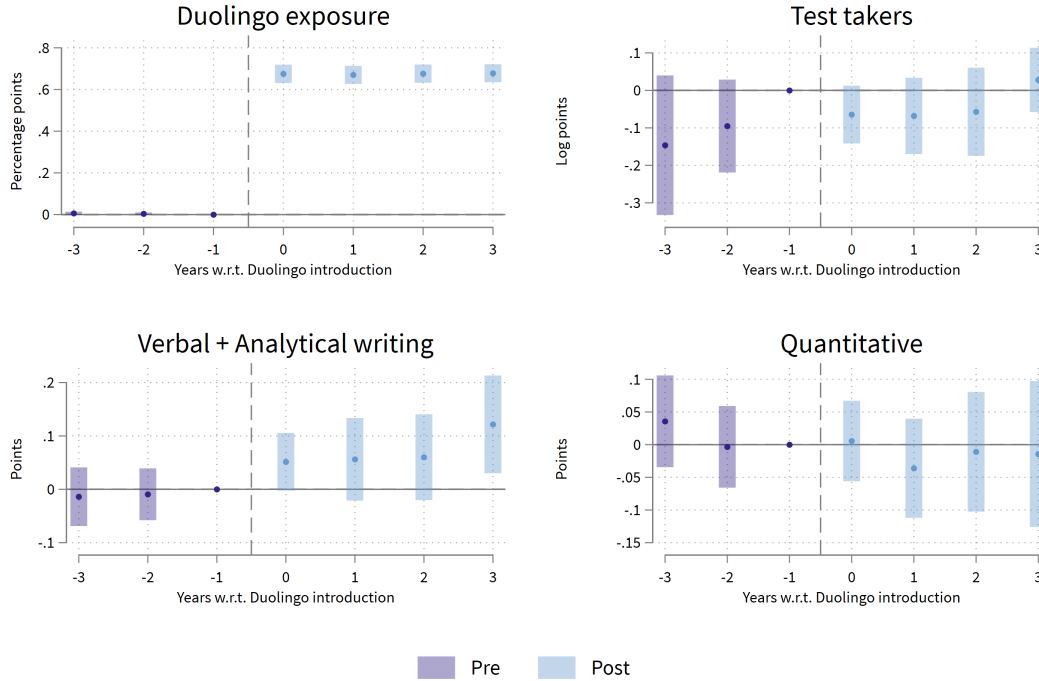 Duolingo exposure
Percentage points
.8
.6
.4
.2
0
-3 -2 -1 0 1 2 3
Years w.r.t. Duolingo introduction
Test takers
Log points
.1
0
-.1
-.2
-.3
-3 -2 -1 0 1 2 3
Years w.r.t. Duolingo introduction
Verbal + Analytical writing
Points
.2
.1
0
-.1
-3 -2 -1 0 1 2 3
Years w.r.t. Duolingo introduction
Quantitative
Points
.1
.05
0
-.05
-.1
-.15
-3 -2 -1 0 1 2 3
Years w.r.t. Duolingo introduction
Pre Post